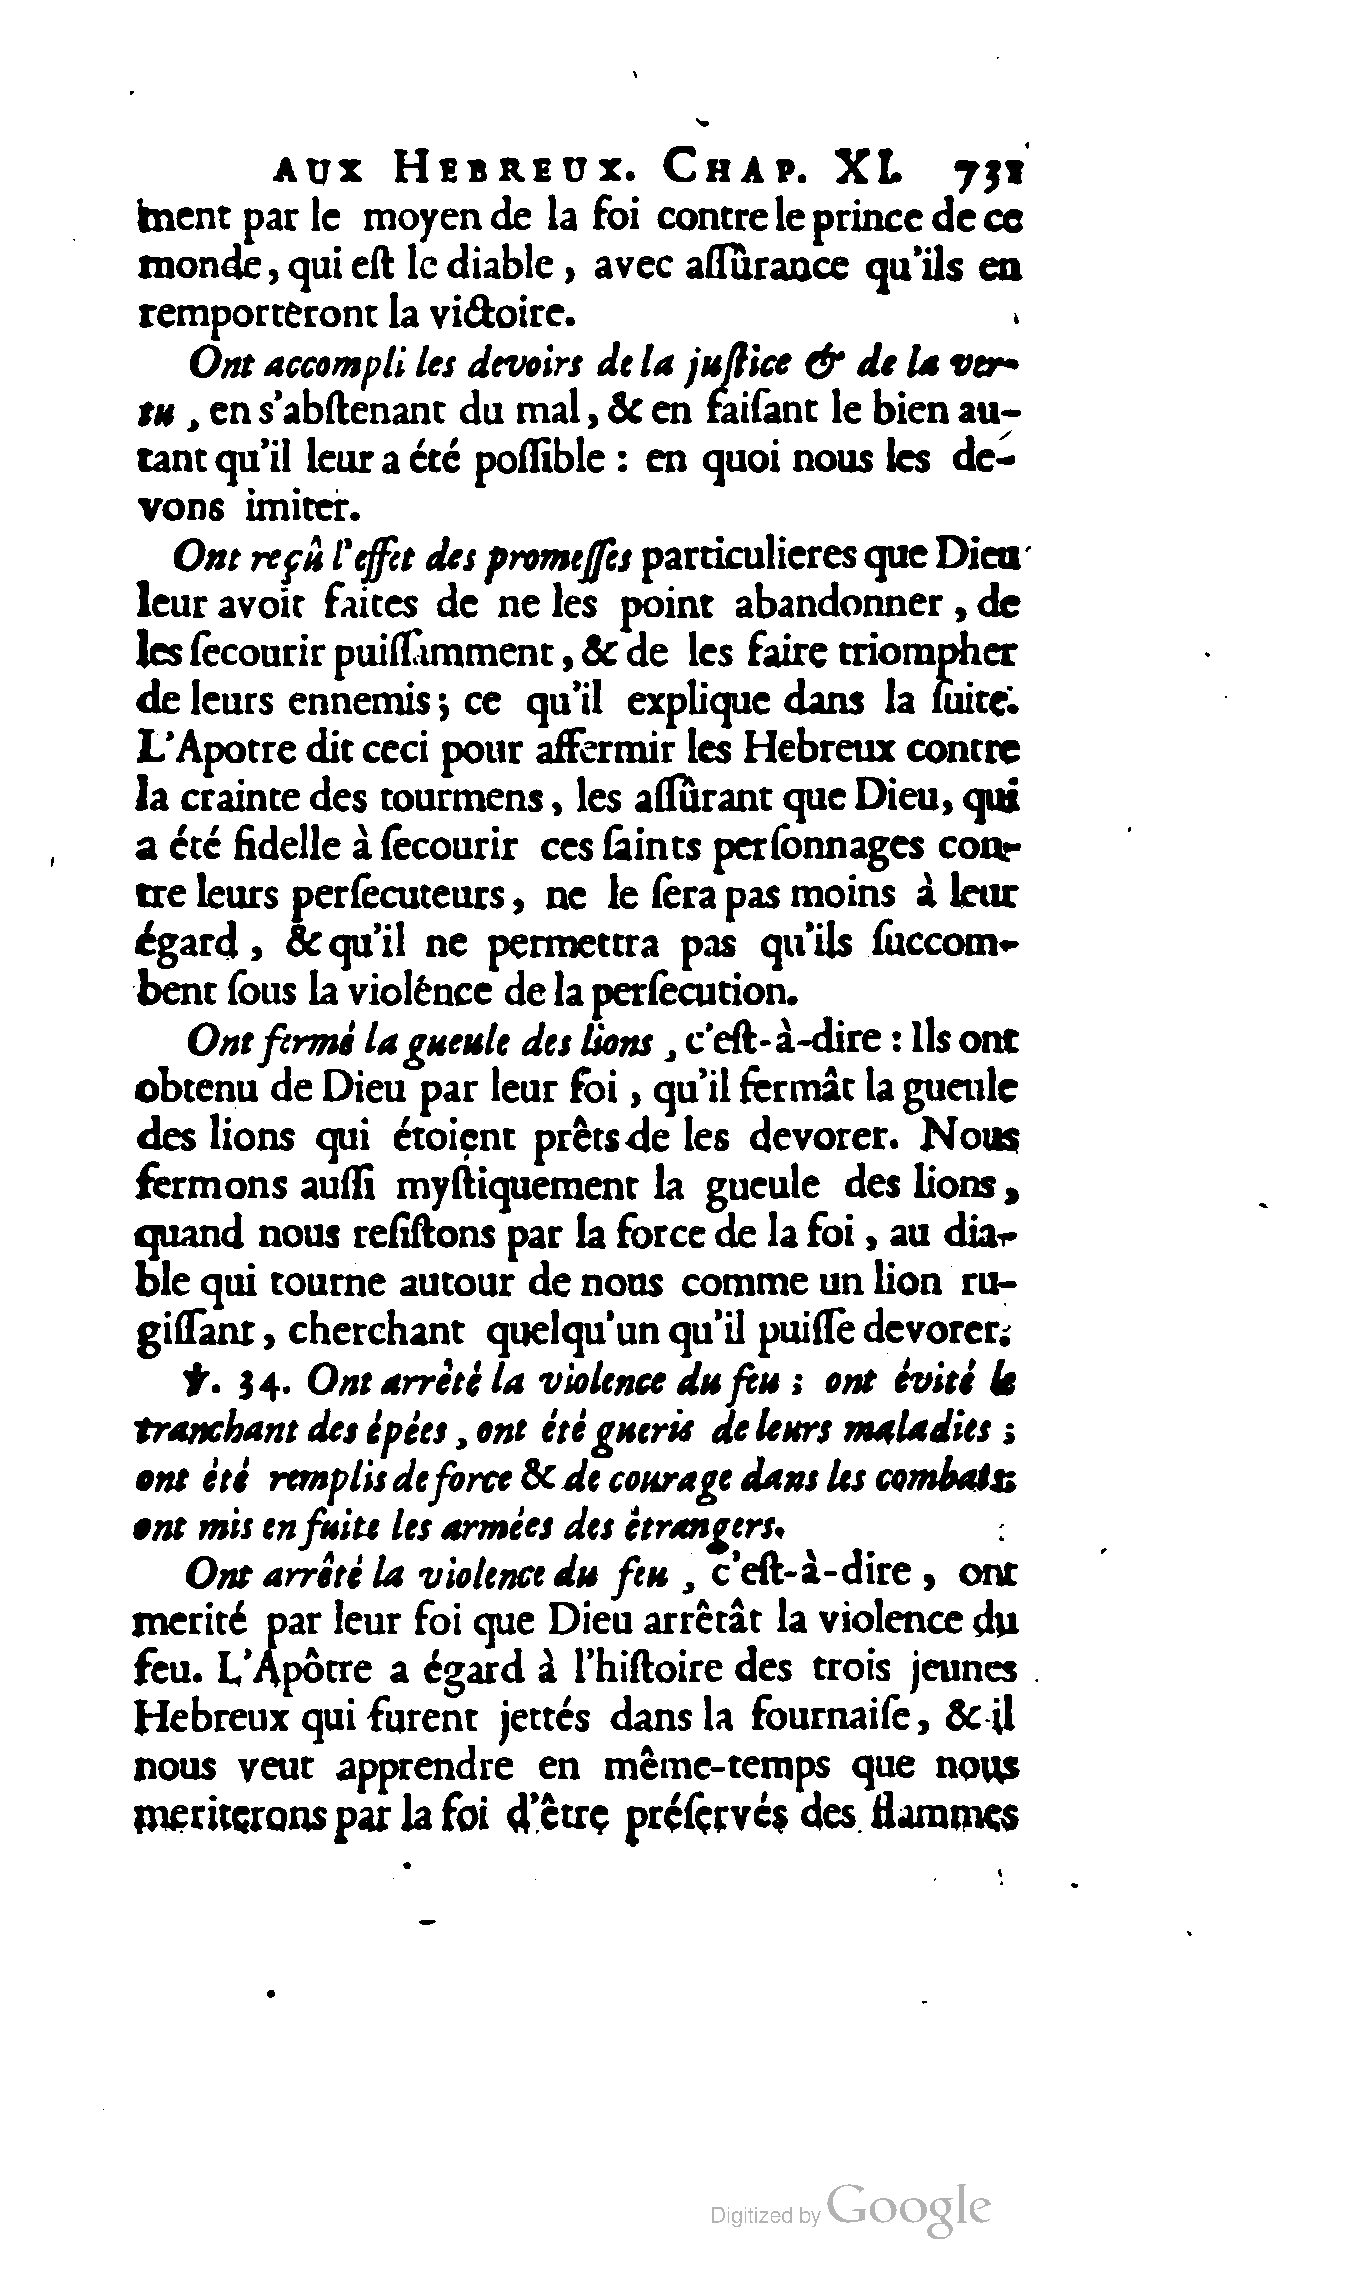 AUX HEBREUX. CHAP. XI. 731
ment par le moyen de la foi contre le prince de ce
monde, qui eſt le diable, avec aſſûrance qu'ils en
remporteront la victoire.
Ont accompli les devoirs de la juſtice & de la ver-
tu, en s'abſtenant du mal, & en faiſant le bien au-
tant qu'il leur a été poſſible : en quoi nous les de-
vons imiter.
Ont reçû l'effet des promeſſes particulieres que Dieu
leur avoit faites de ne les point abandonner, de
les ſecourir puiſſamment, & de les faire triompher
de leurs ennemis; ce qu'il explique dans la ſuite.
L'Apotre dit ceci pour affermir les Hebreux contre
la crainte des tourmens, les aſſûrant que Dieu, qui
a été fidelle à ſecourir ces ſaints perſonnages con-
tre leurs perſecuteurs, ne le ſera pas moins à leur
égard, & qu'il ne permettra pas qu'ils ſuccom-
bent ſous la violence de la perſecution.
Ont fermé la gueule des lions, c'eſt-à-dire : Ils ont
obtenu de Dieu par leur foi, qu'il fermât la gueule
des lions qui étoient prêts de les devorer. Nous
fermons auſſi myſtiquement la gueule des lions,
quand nous reſiſtons par la force de la foi, au dia-
ble qui tourne autour de nous comme un lion ru-
giſſant, cherchant quelqu'un qu'il puiſſe devorer.
℣. 34. Ont arrêté la violence du feu ; ont évité le
tranchant des épées, ont été gueris de leurs maladies ;
ont été remplis de force & de courage dans les combats;
ont mis en fuite les armées des étrangers.
Ont arrêté la violence du feu, c'eſt-à-dire, ont
merité par leur foi que Dieu arrêtât la violence du
feu. L'Apôtre a égard à l'hiſtoire des trois jeunes
Hebreux qui furent jettés dans la fournaiſe, & il
nous veut apprendre en même-temps que nous
meriterons par la foi d'être préſervés des flammes
Digitized by Google